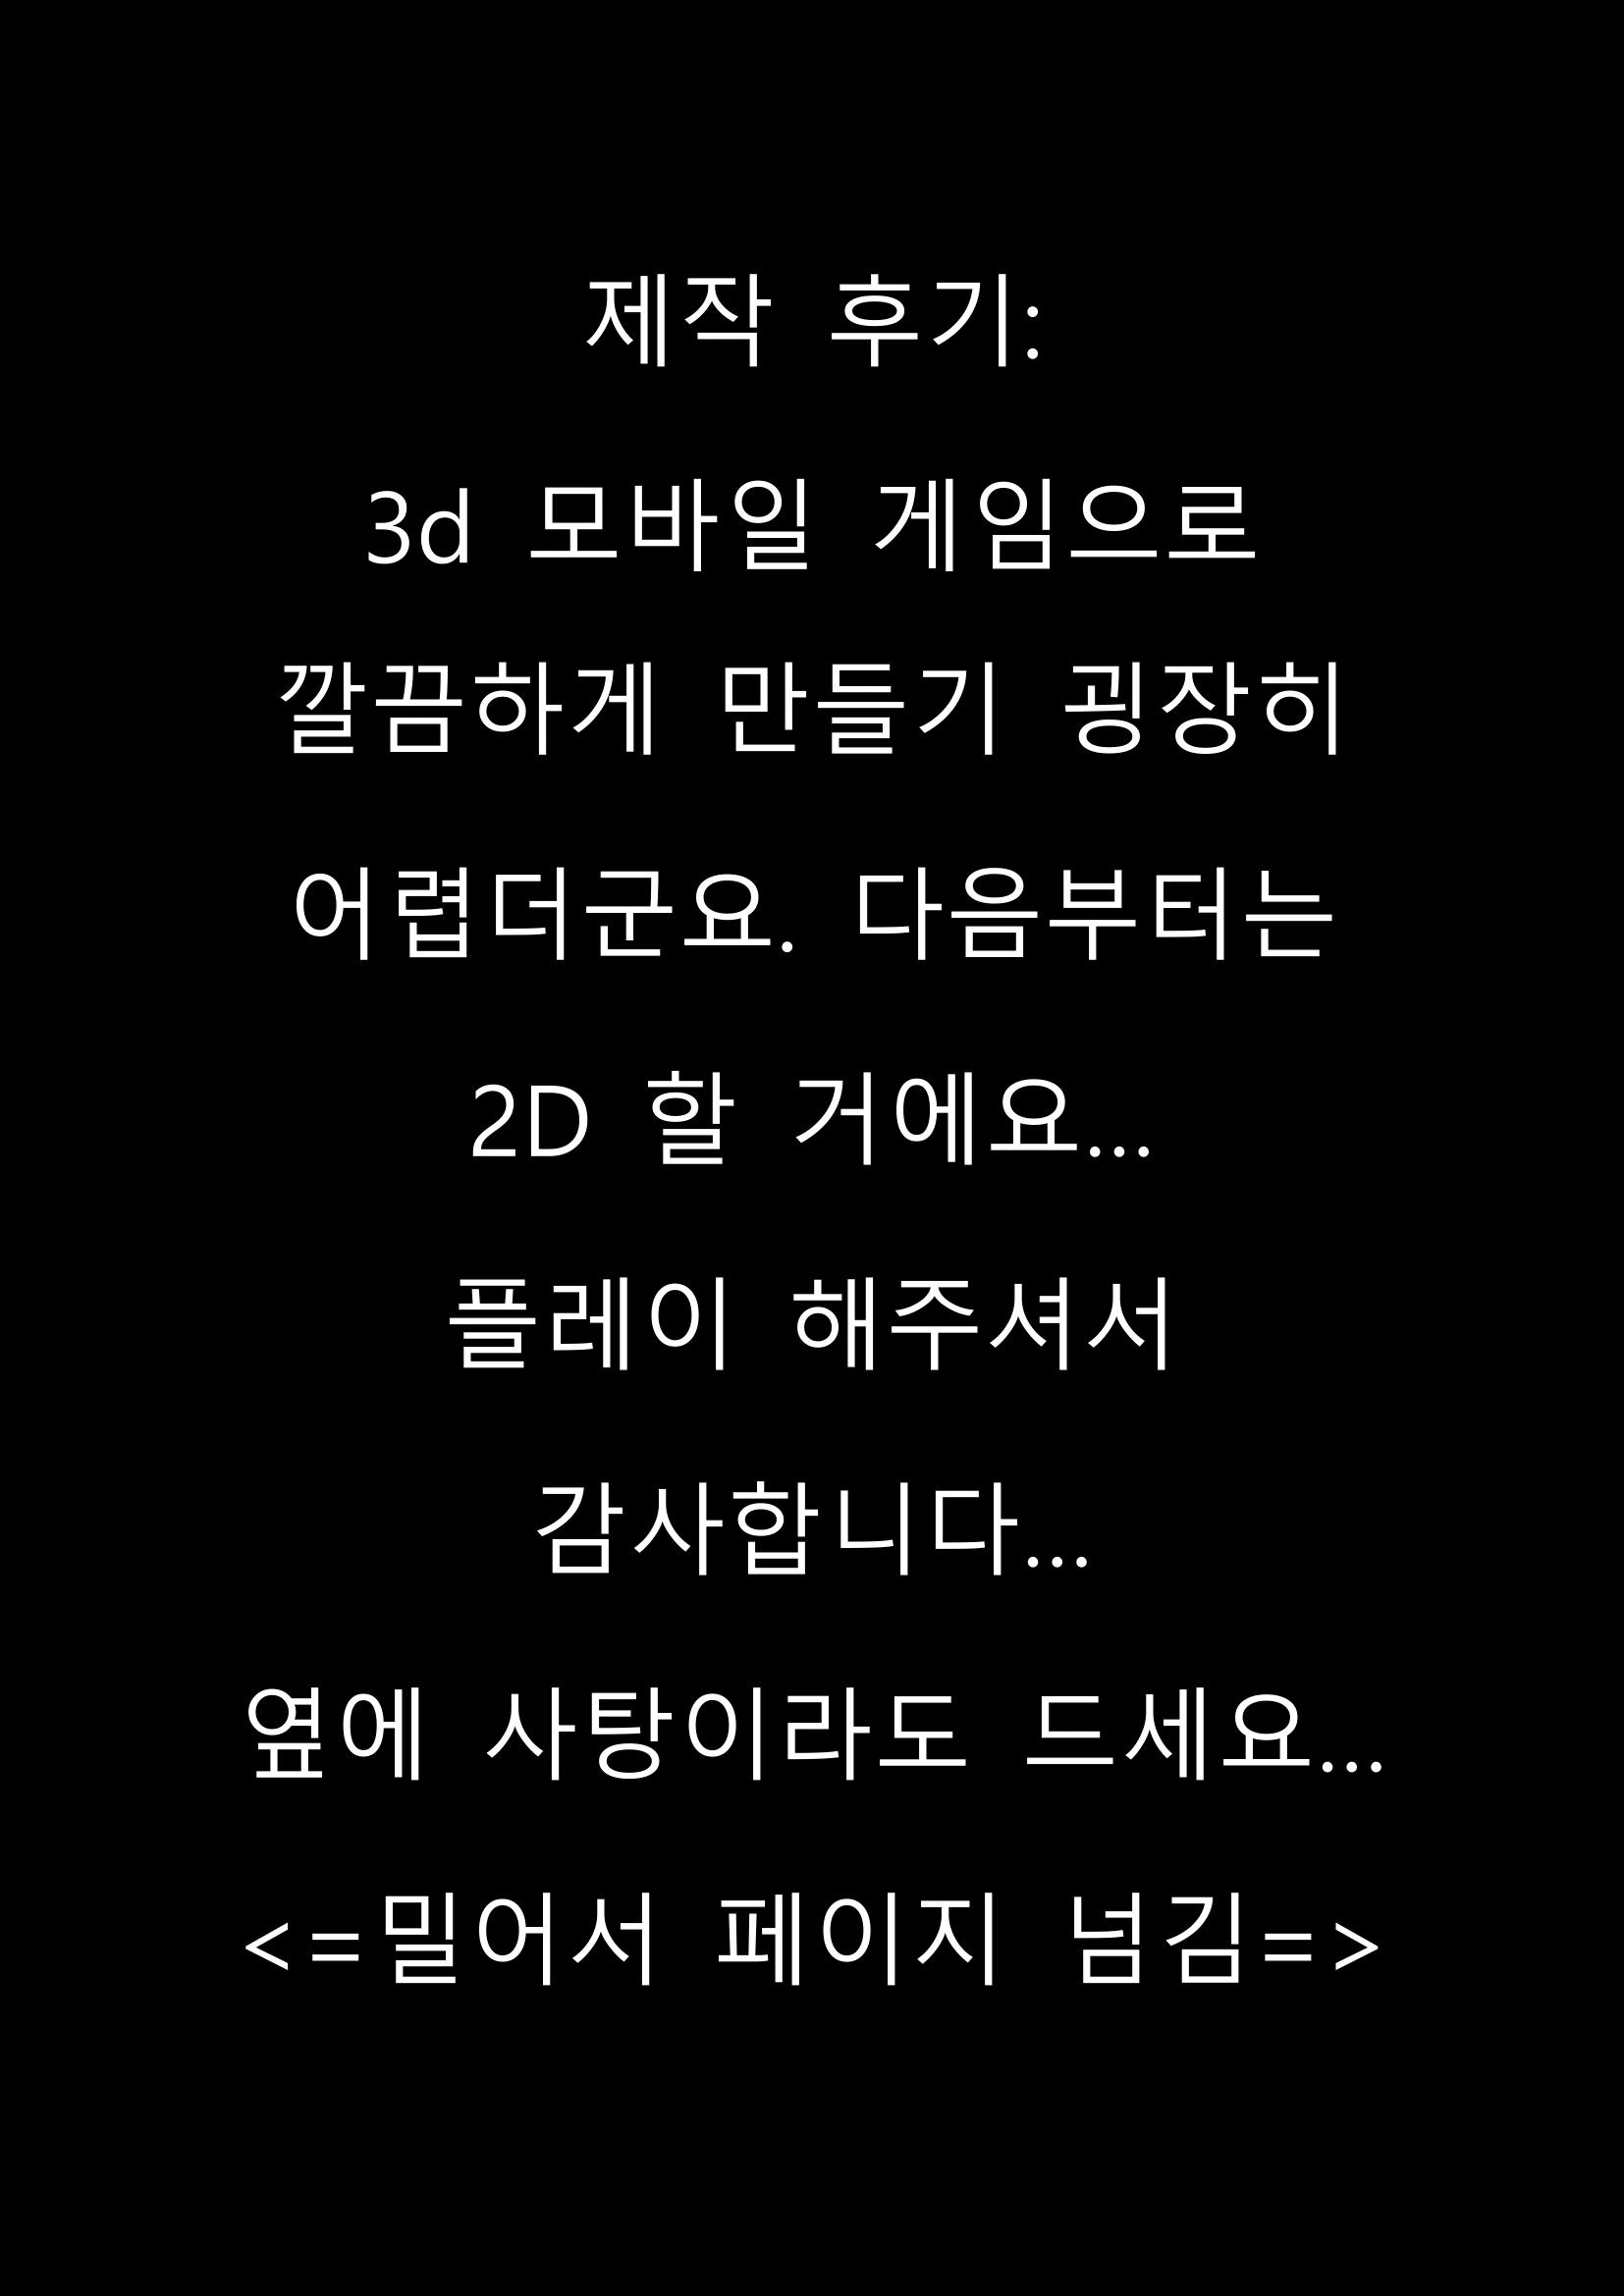 제작 후기:
3d 모바일 게임으로
깔꼼하게 만들기 굉장히
어렵더군요. 다음부터는
2D 할 거에요...
플레이 해주셔서
감사합니다...
옆에 사탕이라도 드세요...
<=밀어서 페이지 넘김=>